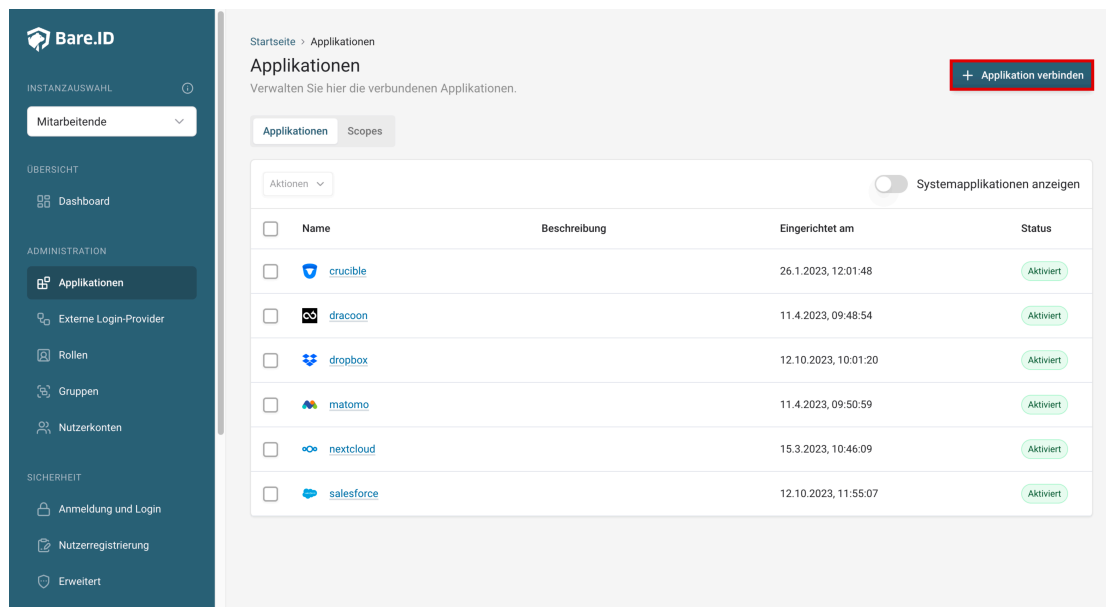 Bare.ID
INSTANZAUSWAHL
Mitarbeitende
ÜBERSICHT
Dashboard
ADMINISTRATION
Applikationen
Externe Login-Provider
Rollen
Gruppen
Nutzerkonten
SICHERHEIT
Anmeldung und Login
Nutzerregistrierung
Erweitert
Startseite > Applikationen
Applikationen
Verwalten Sie hier die verbundenen Applikationen.
+ Applikation verbinden
Applikationen Scopes
Aktionen
Systemapplikationen anzeigen
Name Beschreibung Eingerichtet am Status
crucible 26.1.2023, 12:01:48 Aktiviert
dracoon 11.4.2023, 09:48:54 Aktiviert
dropbox 12.10.2023, 10:01:20 Aktiviert
matomo 11.4.2023, 09:50:59 Aktiviert
nextcloud 15.3.2023, 10:46:09 Aktiviert
salesforce 12.10.2023, 11:55:07 Aktiviert